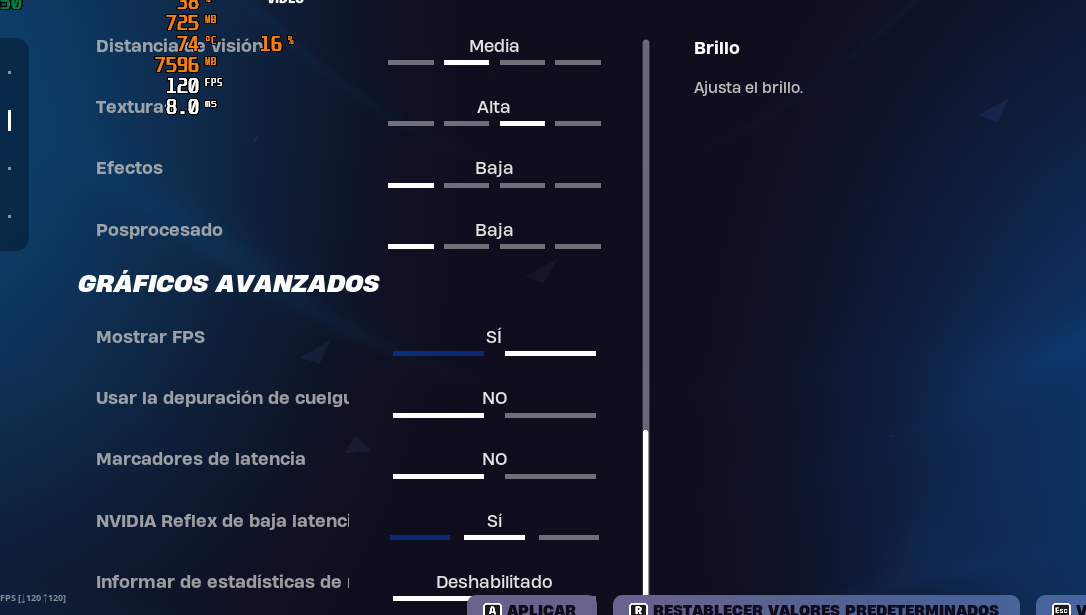 VIDEO
725 MB
Distancia de visión
74 °C
16 %
Media
7596 MB
120 FPS
Texturas
8.0 ms
Alta
Efectos
Baja
Posprocesado
Baja
GRÁFICOS AVANZADOS
Mostrar FPS
SÍ
Usar la depuración de cuelgu
NO
Marcadores de latencia
NO
NVIDIA Reflex de baja latenci
Sí
Informar de estadísticas de
Deshabilitado
Brillo
Ajusta el brillo.
FPS [↓120 ↑120]
A APLICAR
R RESTABLECER VALORES PREDETERMINADOS
Esc